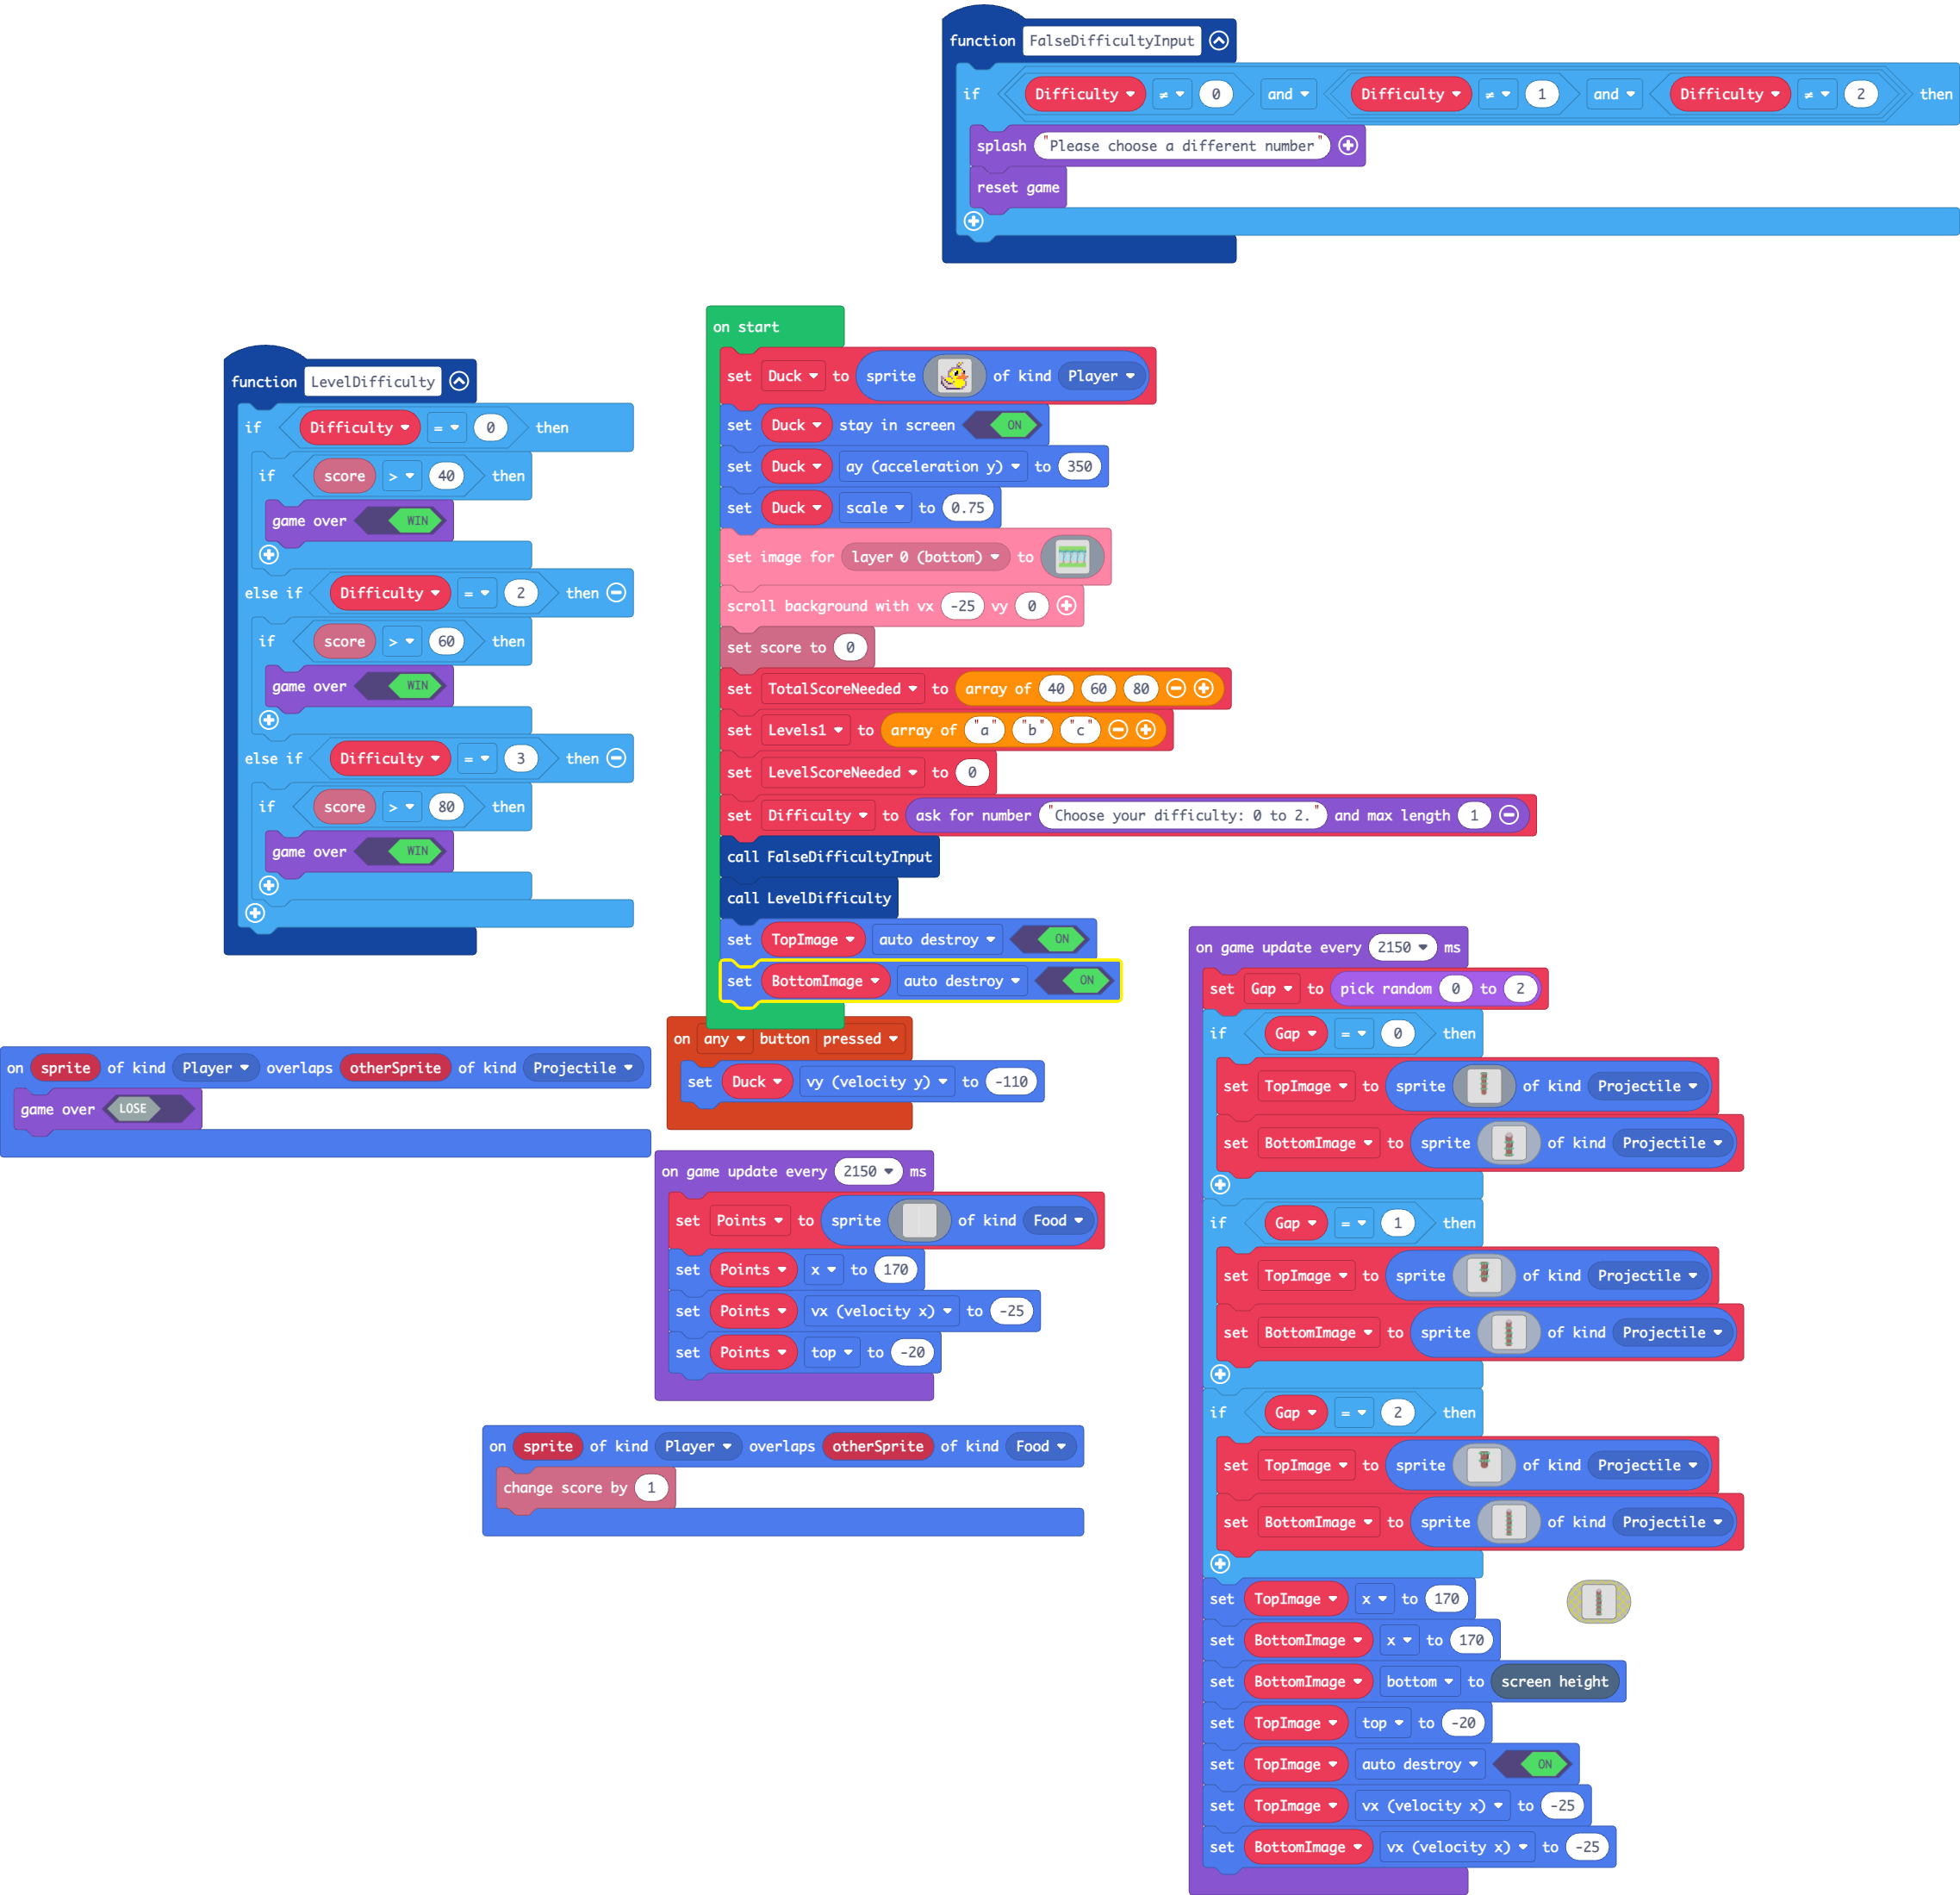 function FalseDifficultyInput
if Difficulty ≠ 0 and Difficulty ≠ 1 and Difficulty ≠ 2 then
splash "Please choose a different number"
reset game
function LevelDifficulty
if Difficulty = 0 then
if score > 40 then
game over WIN
else if Difficulty = 2 then
if score > 60 then
game over WIN
else if Difficulty = 3 then
if score > 80 then
game over WIN
on start
set Duck to sprite of kind Player
set Duck stay in screen ON
set Duck ay (acceleration y) to 350
set Duck scale to 0.75
set image for layer 0 (bottom) to
scroll background with vx -25 vy 0
set score to 0
set TotalScoreNeeded to array of 40 60 80
set Levels1 to array of "a" "b" "c"
set LevelScoreNeeded to 0
set Difficulty to ask for number "Choose your difficulty: 0 to 2." and max length 1
call FalseDifficultyInput
call LevelDifficulty
set TopImage auto destroy ON
set BottomImage auto destroy ON
on any button pressed
set Duck vy (velocity y) to -110
on sprite of kind Player overlaps otherSprite of kind Projectile
game over LOSE
on game update every 2150 ms
set Points to sprite of kind Food
set Points x to 170
set Points vx (velocity x) to -25
set Points top to -20
on sprite of kind Player overlaps otherSprite of kind Food
change score by 1
on game update every 2150 ms
set Gap to pick random 0 to 2
if Gap = 0 then
set TopImage to sprite of kind Projectile
set BottomImage to sprite of kind Projectile
if Gap = 1 then
set TopImage to sprite of kind Projectile
set BottomImage to sprite of kind Projectile
if Gap = 2 then
set TopImage to sprite of kind Projectile
set BottomImage to sprite of kind Projectile
set TopImage x to 170
set BottomImage x to 170
set BottomImage bottom to screen height
set TopImage top to -20
set TopImage auto destroy ON
set TopImage vx (velocity x) to -25
set BottomImage vx (velocity x) to -25